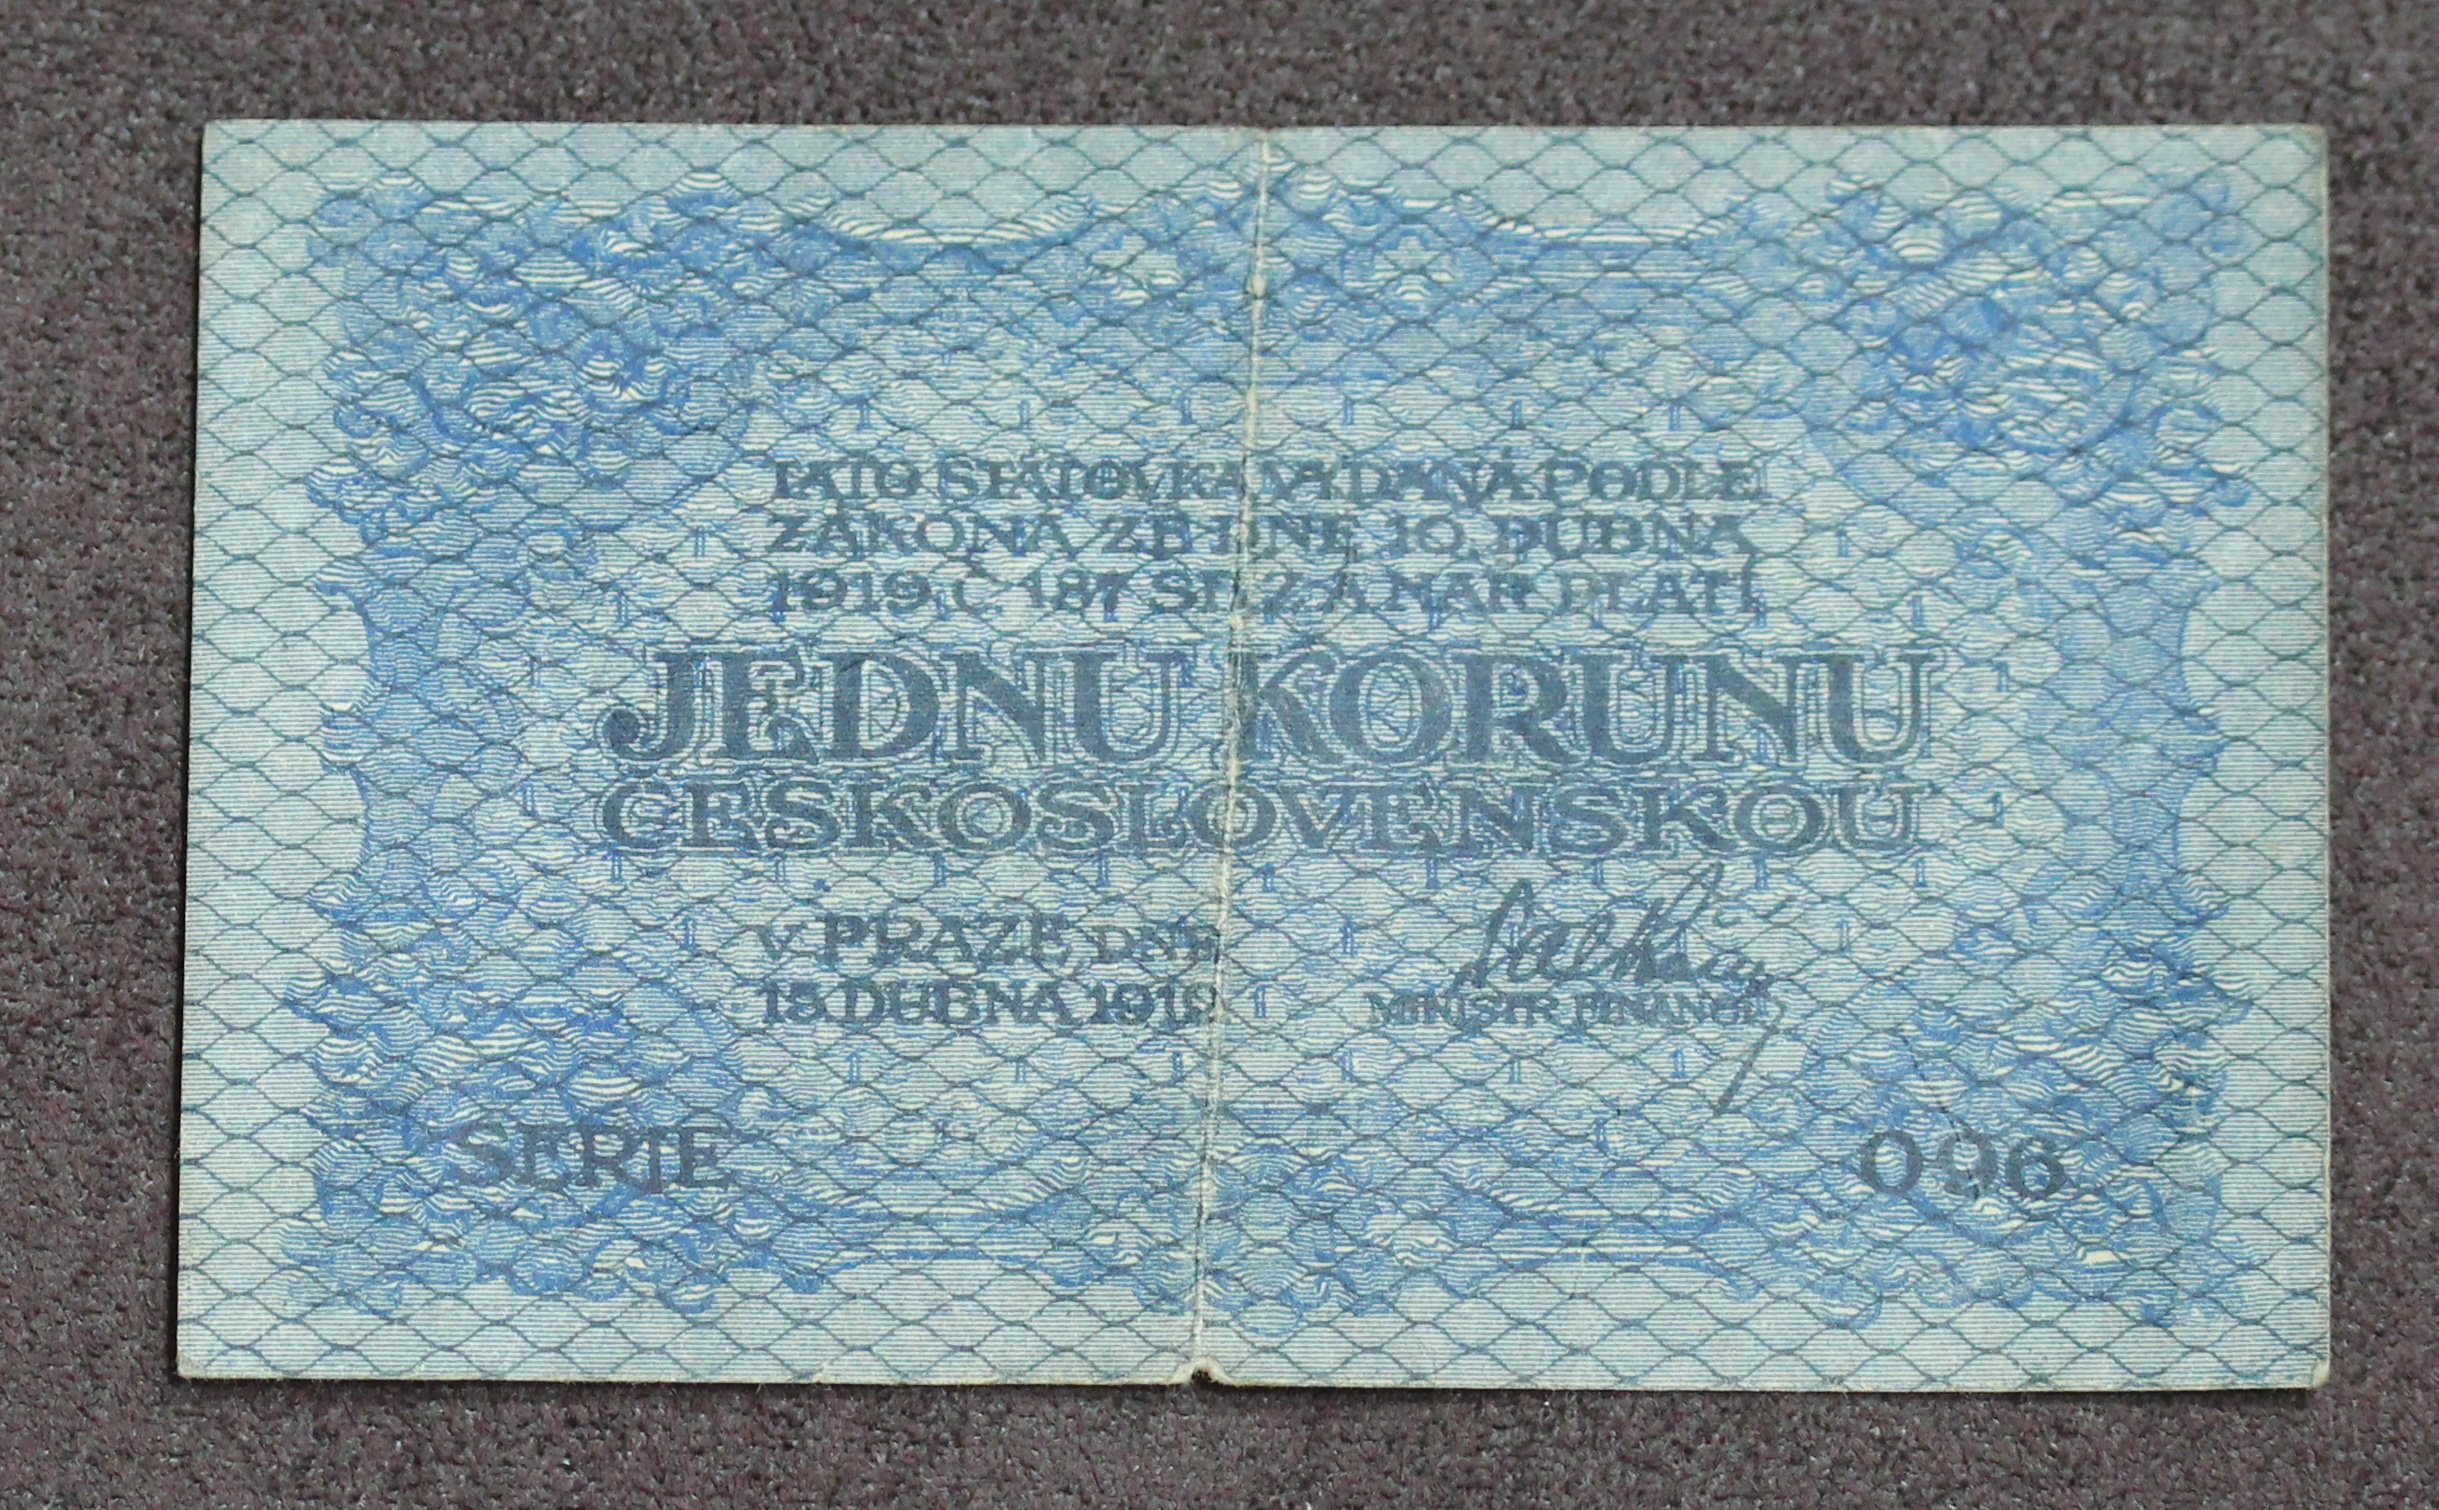 TATO STÁTOVKA VYDANÁ PODLE
ZÁKONA ZE DNE 10. DUBNA
1919 Č. 187 SB. Z. A NAŘ. PLATÍ
JEDNU KORUNU
ČESKOSLOVENSKOU
V PRAZE DNE
15. DUBNA 1919
MINISTR FINANCÍ
SERIE 096